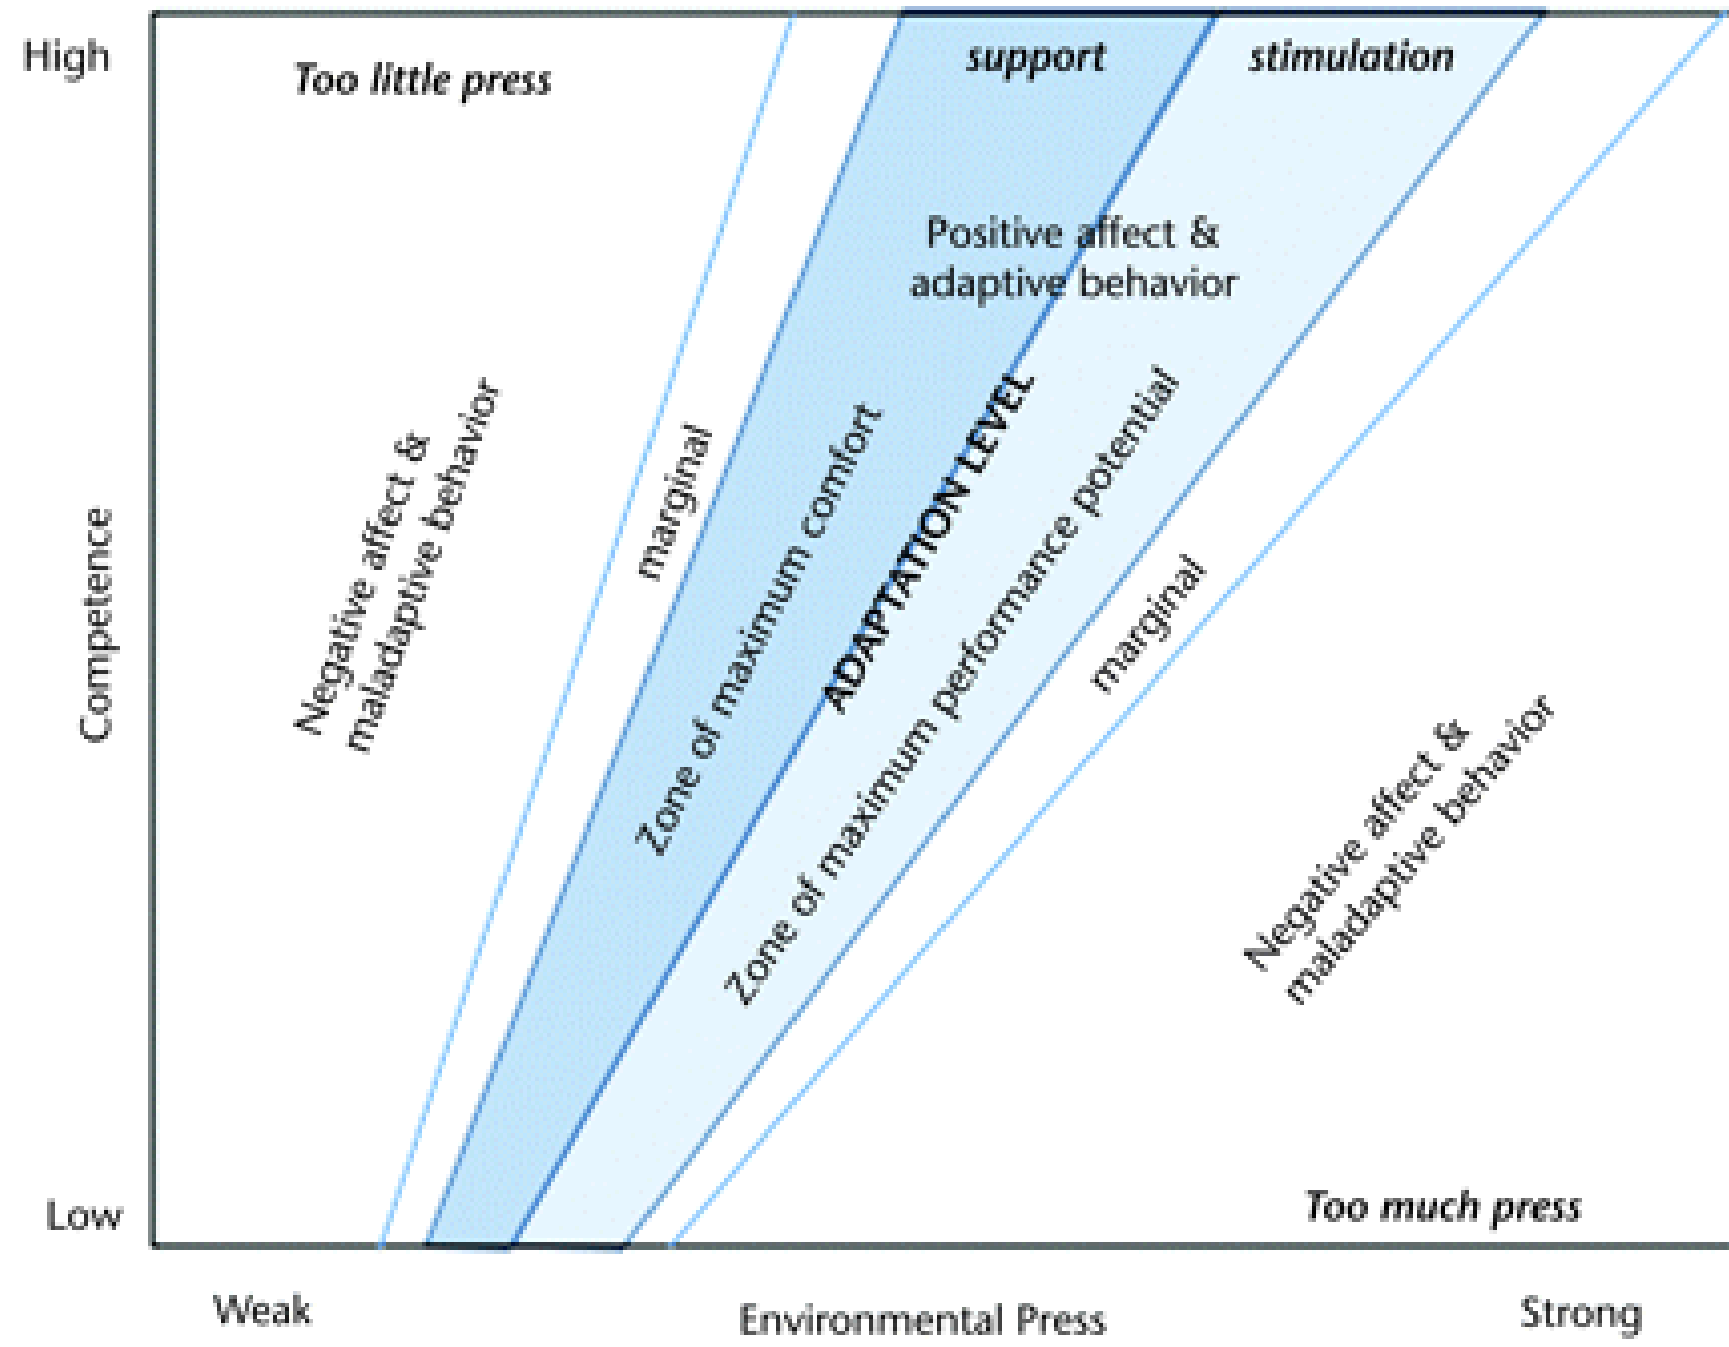 High
Too little press
support
stimulation
Positive affect &
adaptive behavior
Negative affect &
maladaptive behavior
marginal
Zone of maximum comfort
ADAPTATION LEVEL
Zone of maximum performance potential
marginal
Negative affect &
maladaptive behavior
Competence
Low
Too much press
Weak
Environmental Press
Strong